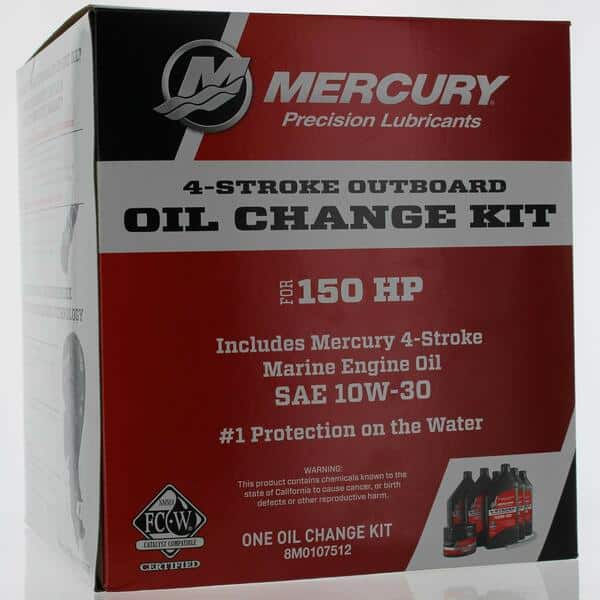 MERCURY
Precision Lubricants
4-STROKE OUTBOARD
OIL CHANGE KIT
FOR 150 HP
Includes Mercury 4-Stroke
Marine Engine Oil
SAE 10W-30
#1 Protection on the Water
WARNING:
This product contains chemicals known to the
state of California to cause cancer, or birth
defects or other reproductive harm.
ONE OIL CHANGE KIT
8M0107512
NMMA
FC-W
CATALYST COMPATIBLE
CERTIFIED